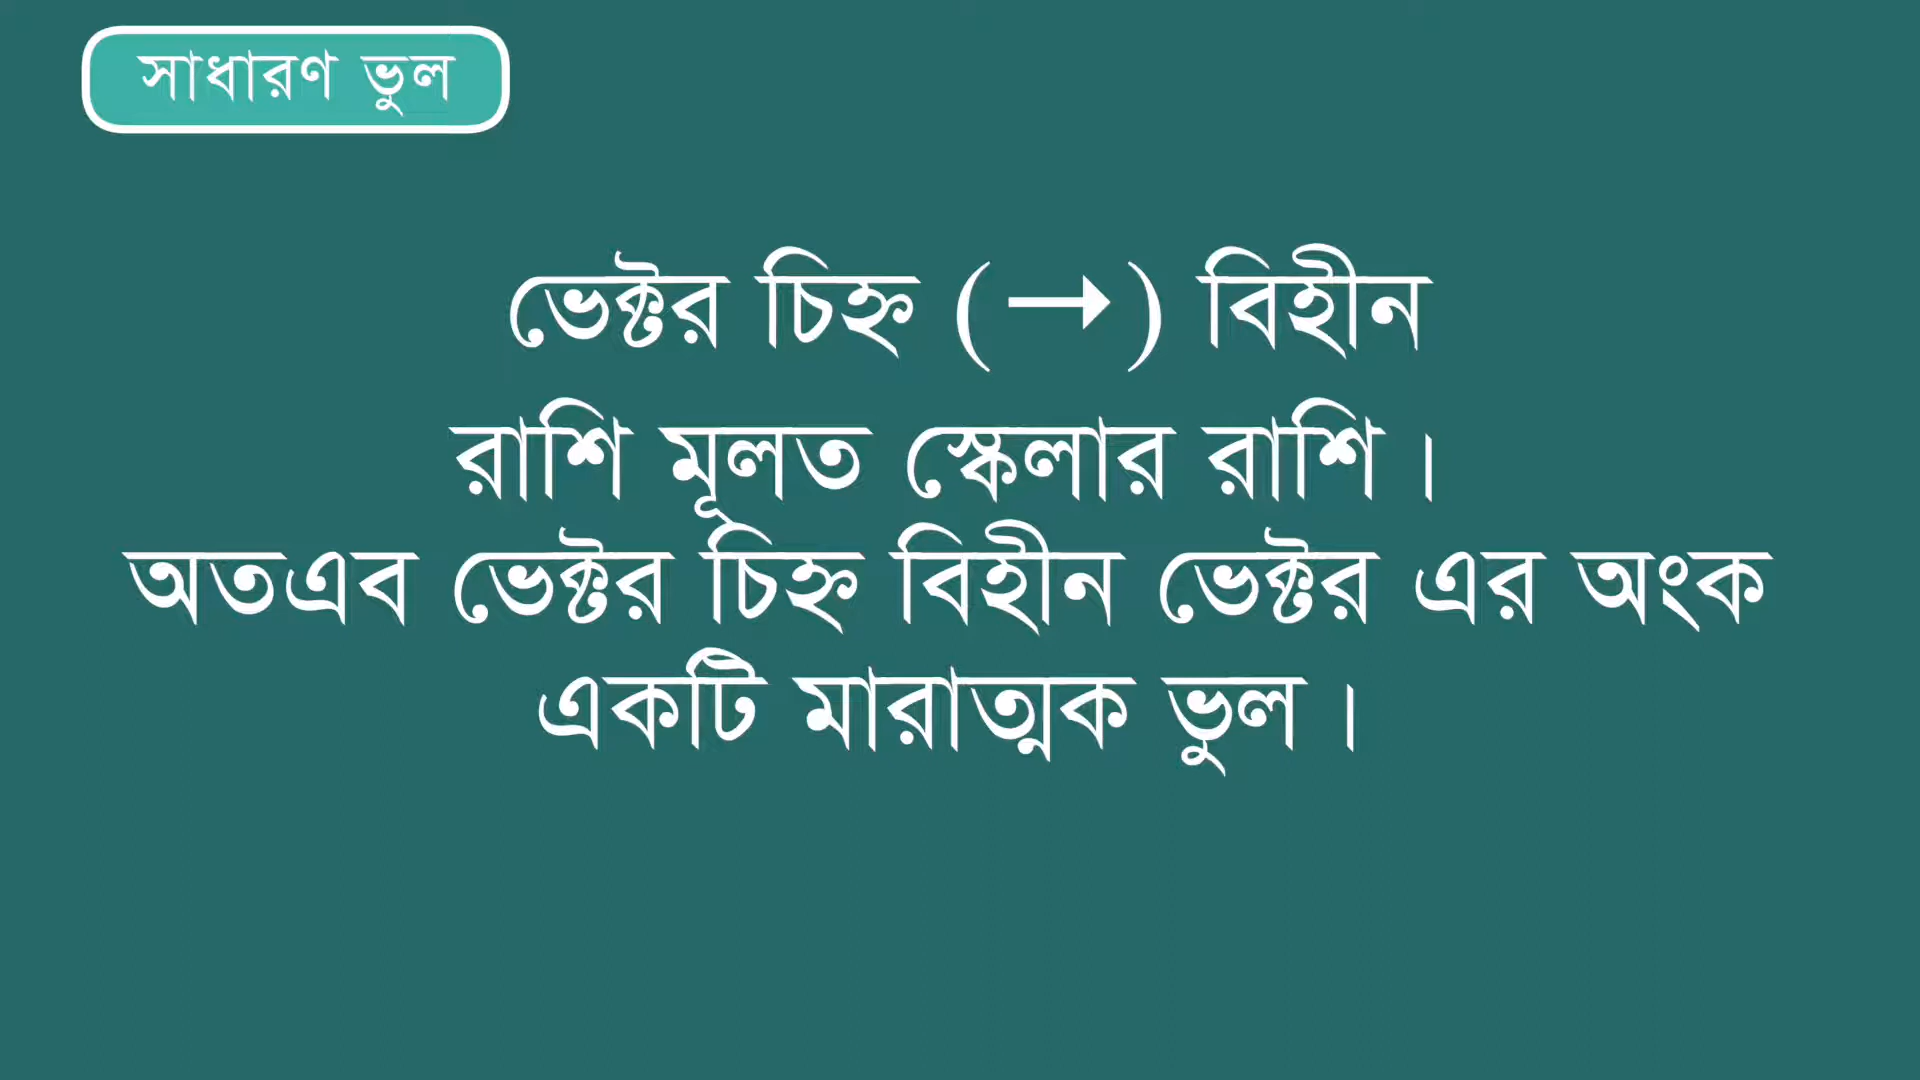 সাধারণ ভুল
ভেক্টর চিহ্ন (→) বিহীন
রাশি মূলত স্কেলার রাশি।
অতএব ভেক্টর চিহ্ন বিহীন ভেক্টর এর অংক
একটি মারাত্মক ভুল।